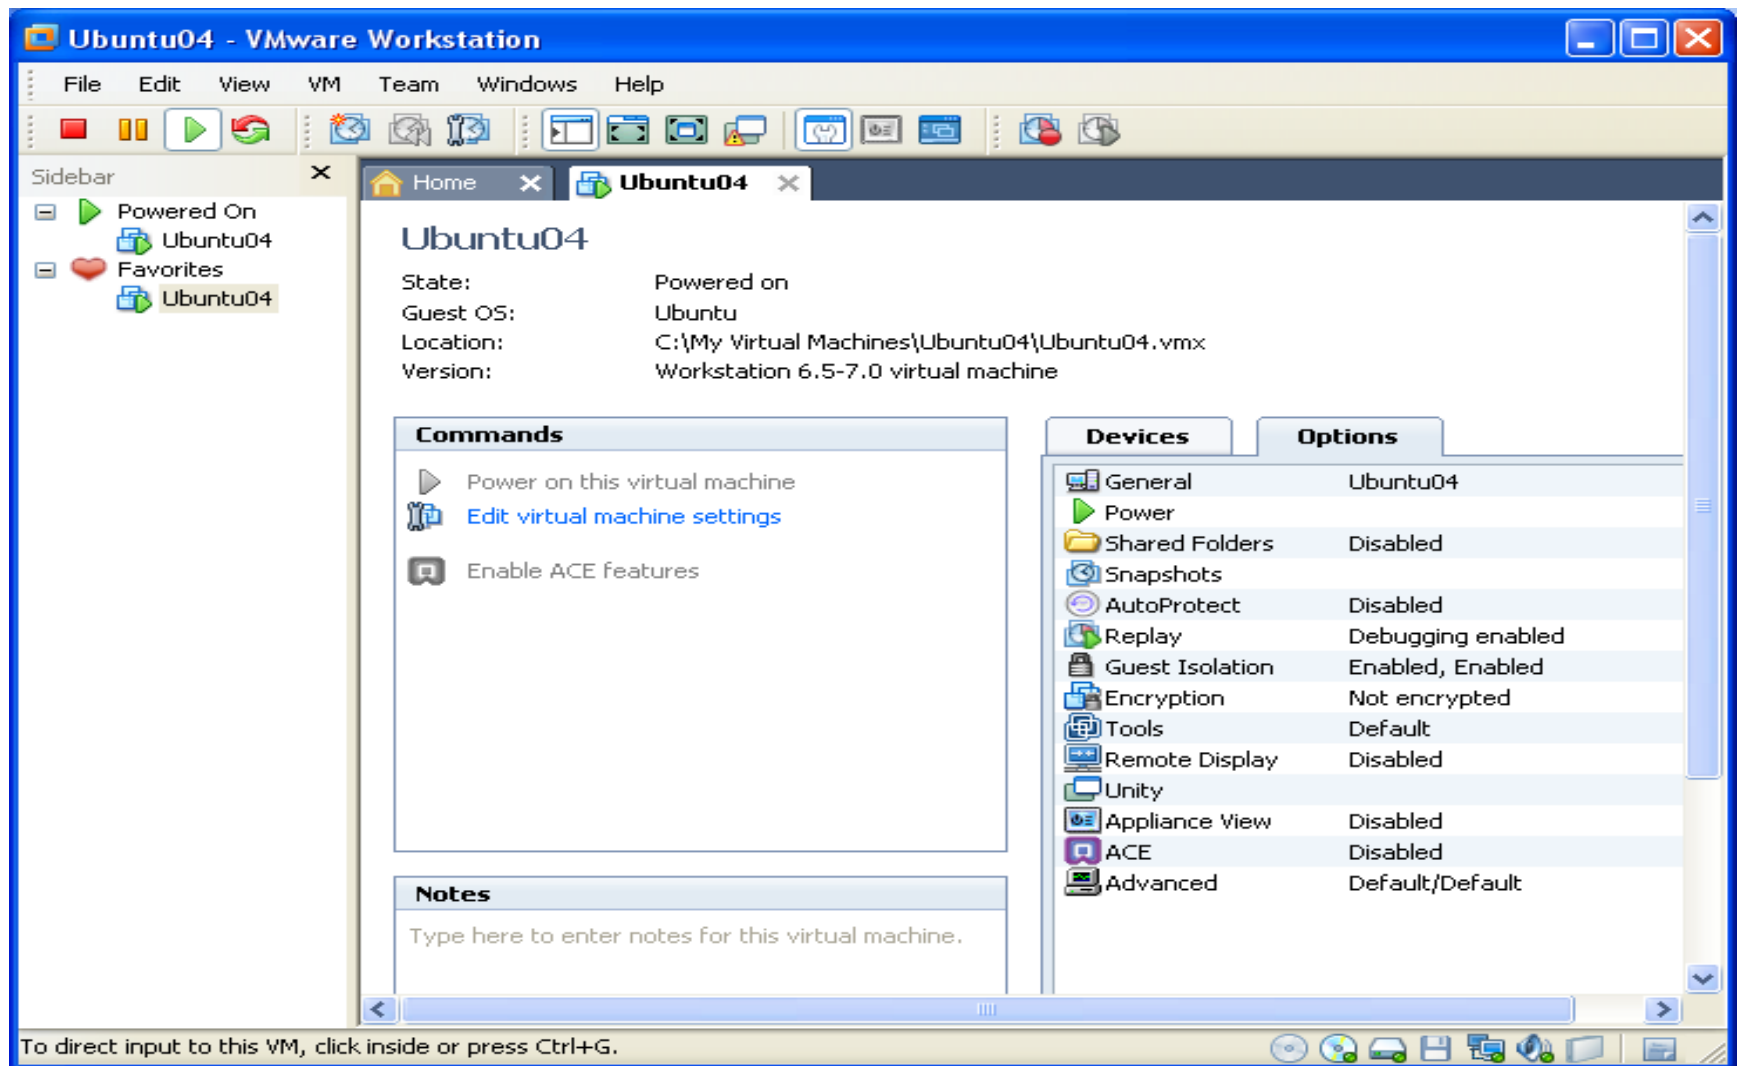 Ubuntu04 - VMware Workstation
File Edit View VM Team Windows Help
Sidebar
Powered On
Ubuntu04
Favorites
Ubuntu04
Home Ubuntu04
Ubuntu04
State: Powered on
Guest OS: Ubuntu
Location: C:\My Virtual Machines\Ubuntu04\Ubuntu04.vmx
Version: Workstation 6.5-7.0 virtual machine
Commands
Power on this virtual machine
Edit virtual machine settings
Enable ACE features
Notes
Type here to enter notes for this virtual machine.
Devices Options
General Ubuntu04
Power
Shared Folders Disabled
Snapshots
AutoProtect Disabled
Replay Debugging enabled
Guest Isolation Enabled, Enabled
Encryption Not encrypted
Tools Default
Remote Display Disabled
Unity
Appliance View Disabled
ACE Disabled
Advanced Default/Default
To direct input to this VM, click inside or press Ctrl+G.